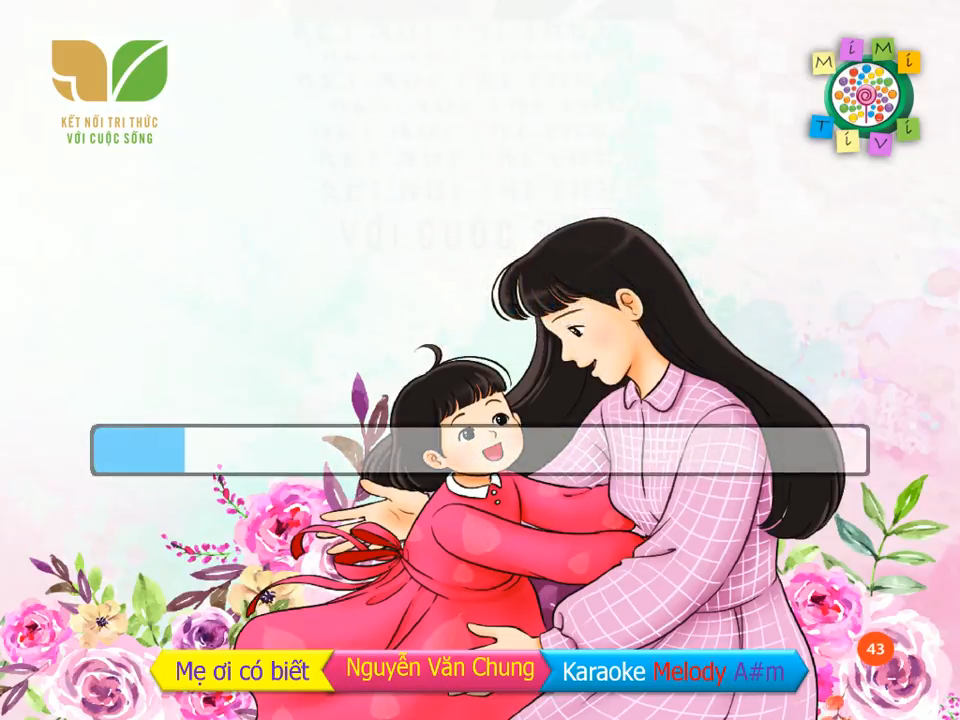 KẾT NỐI TRI THỨC
VỚI CUỘC SỐNG
M í M í
T í V í
Mẹ ơi có biết
Nguyễn Văn Chung
Karaoke Melody A#m
43